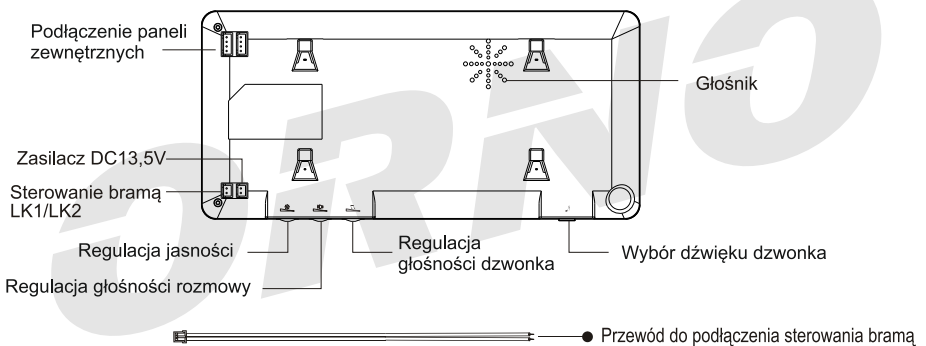 Podłączenie paneli
zewnętrznych
Głośnik
Zasilacz DC13,5V
Sterowanie bramą
LK1/LK2
Regulacja jasności
Regulacja
głośności dzwonka
Wybór dźwięku dzwonka
Regulacja głośności rozmowy
Przewód do podłączenia sterowania bramą
ORNO